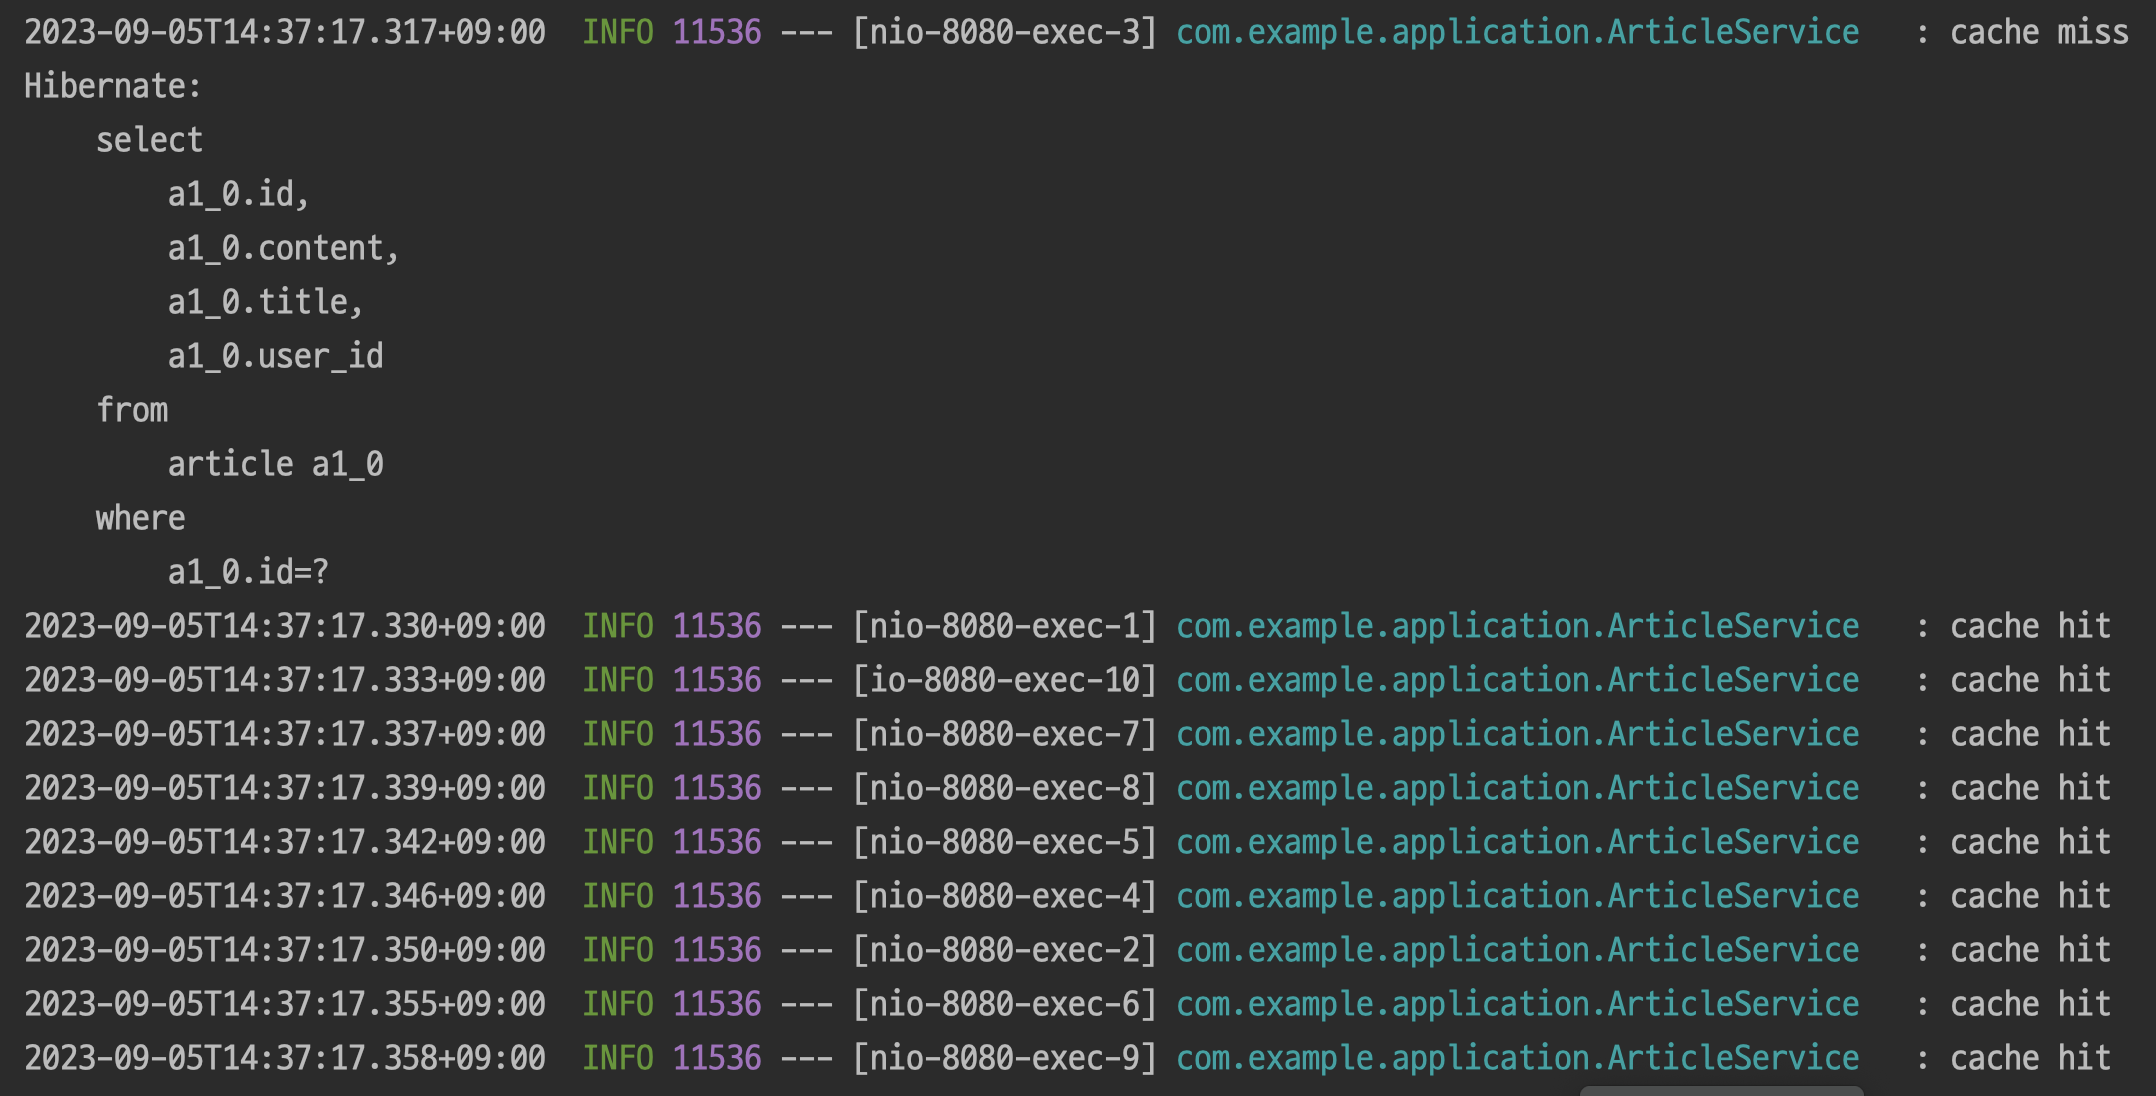 2023-09-05T14:37:17.317+09:00  INFO 11536 --- [nio-8080-exec-3] com.example.application.ArticleService   : cache miss
Hibernate:
    select
        a1_0.id,
        a1_0.content,
        a1_0.title,
        a1_0.user_id
    from
        article a1_0
    where
        a1_0.id=?
2023-09-05T14:37:17.330+09:00  INFO 11536 --- [nio-8080-exec-1] com.example.application.ArticleService   : cache hit
2023-09-05T14:37:17.333+09:00  INFO 11536 --- [io-8080-exec-10] com.example.application.ArticleService   : cache hit
2023-09-05T14:37:17.337+09:00  INFO 11536 --- [nio-8080-exec-7] com.example.application.ArticleService   : cache hit
2023-09-05T14:37:17.339+09:00  INFO 11536 --- [nio-8080-exec-8] com.example.application.ArticleService   : cache hit
2023-09-05T14:37:17.342+09:00  INFO 11536 --- [nio-8080-exec-5] com.example.application.ArticleService   : cache hit
2023-09-05T14:37:17.346+09:00  INFO 11536 --- [nio-8080-exec-4] com.example.application.ArticleService   : cache hit
2023-09-05T14:37:17.350+09:00  INFO 11536 --- [nio-8080-exec-2] com.example.application.ArticleService   : cache hit
2023-09-05T14:37:17.355+09:00  INFO 11536 --- [nio-8080-exec-6] com.example.application.ArticleService   : cache hit
2023-09-05T14:37:17.358+09:00  INFO 11536 --- [nio-8080-exec-9] com.example.application.ArticleService   : cache hit